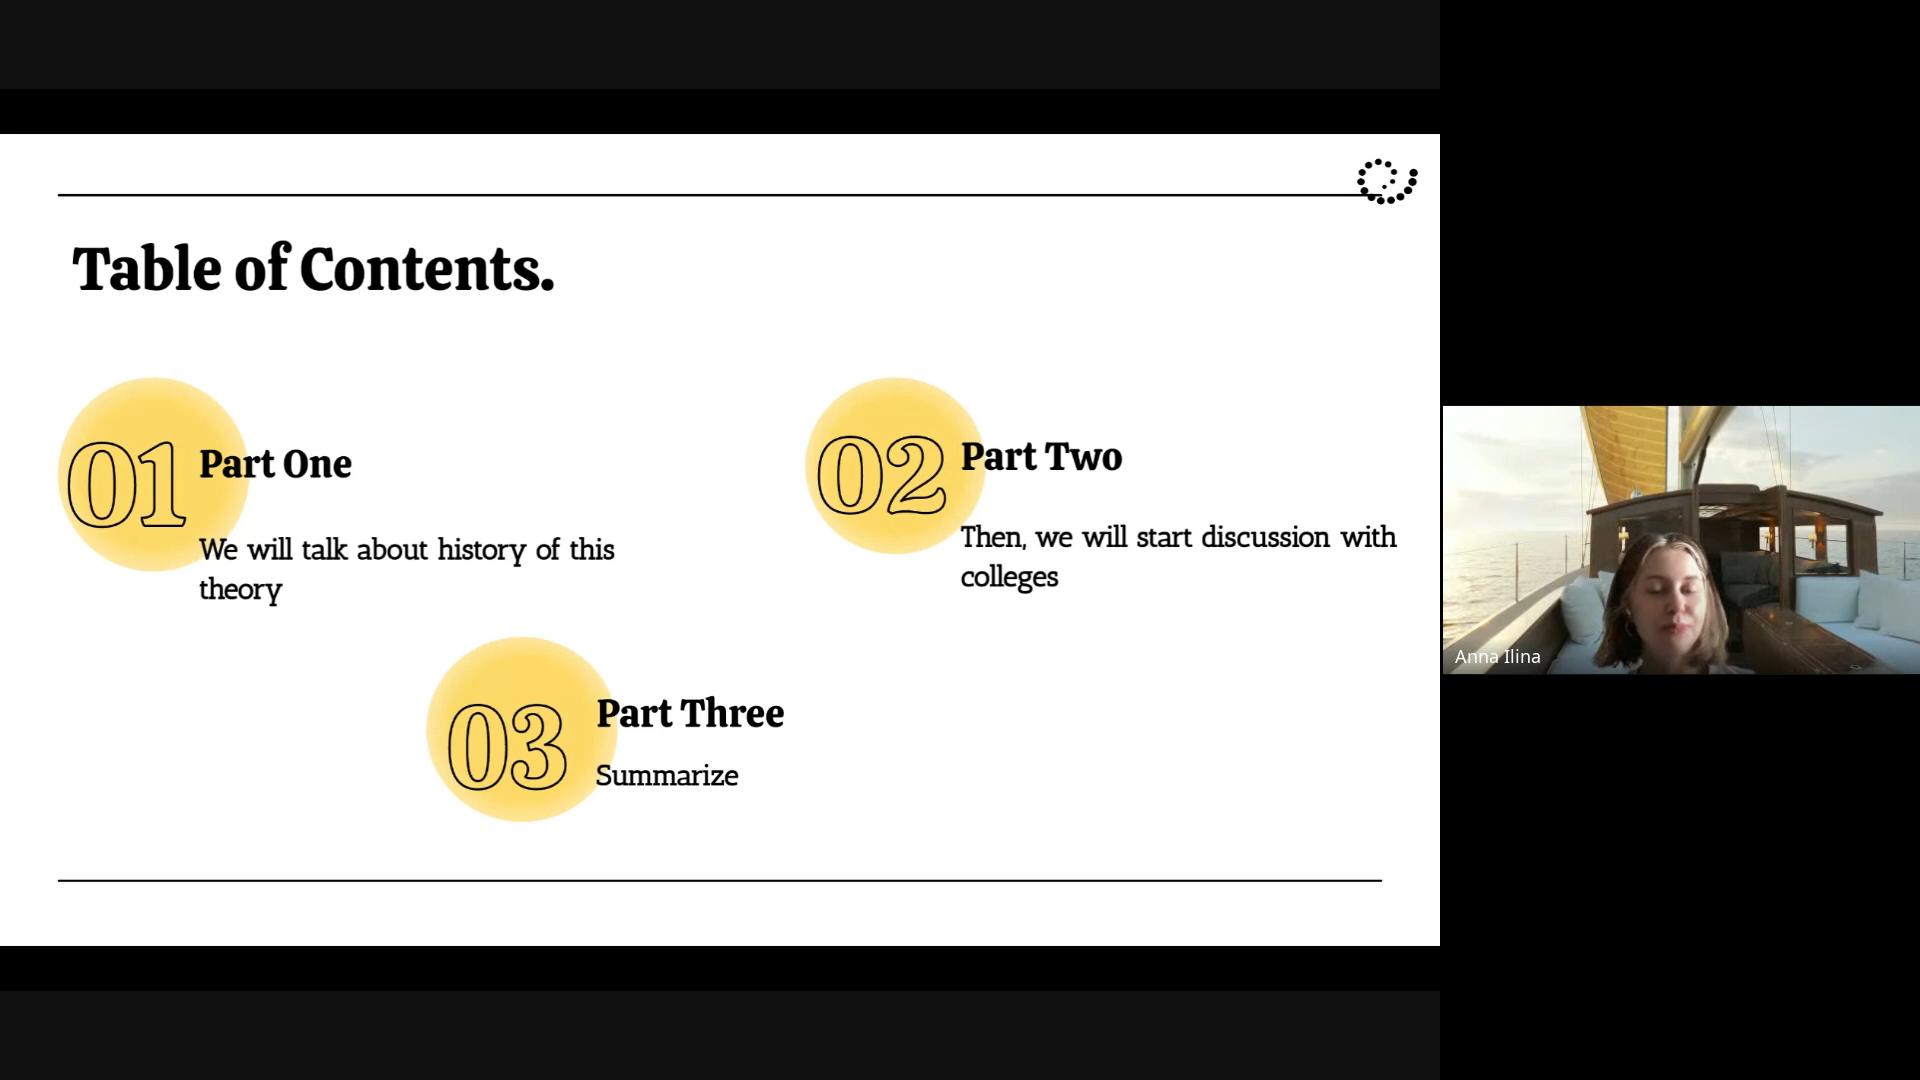 Table of Contents.
01
Part One
We will talk about history of this
theory
02
Part Two
Then, we will start discussion with
colleges
03
Part Three
Summarize
Anna Ilina